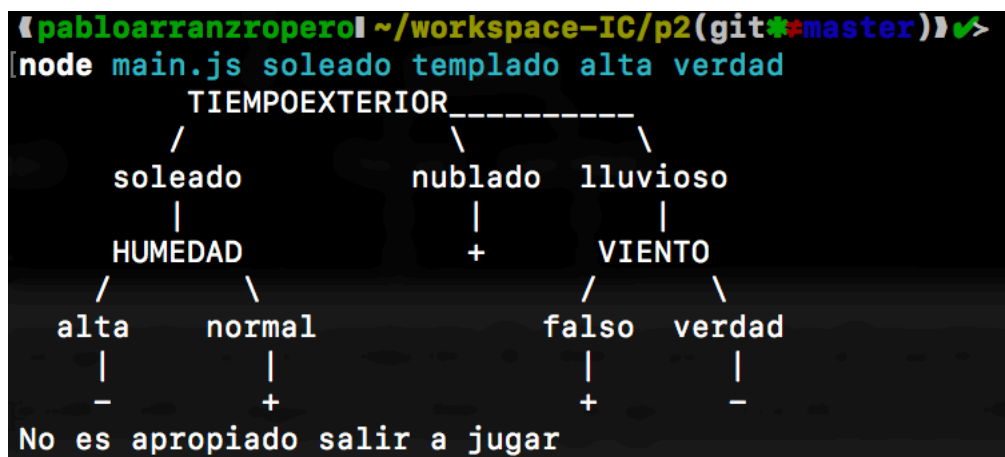 ❨pabloarranzropero❙ ~/workspace-IC/p2(git✱≠master)❩✔>
[node main.js soleado templado alta verdad
TIEMPOEXTERIOR__________
/ \ \
soleado nublado lluvioso
| | |
HUMEDAD + VIENTO
/ \ / \
alta normal falso verdad
| | | |
- + + -
No es apropiado salir a jugar